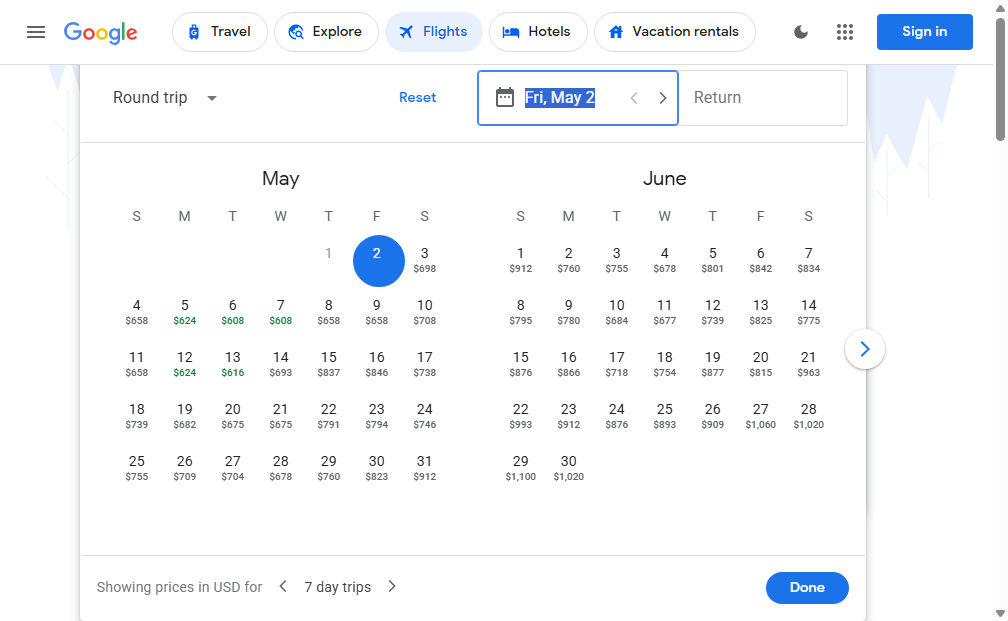 Google
Travel
Explore
Flights
Hotels
Vacation rentals
Sign in
Round trip
Reset
Fri, May 2
Return
May
June
S M T W T F S
S M T W T F S
1 2 3
$698
1 2 3 4 5 6 7
$912 $760 $755 $678 $801 $842 $834
4 5 6 7 8 9 10
$658 $624 $608 $608 $658 $658 $708
8 9 10 11 12 13 14
$795 $780 $684 $677 $739 $825 $775
11 12 13 14 15 16 17
$658 $624 $616 $693 $837 $846 $738
15 16 17 18 19 20 21
$876 $866 $718 $754 $877 $815 $963
18 19 20 21 22 23 24
$739 $682 $675 $675 $791 $794 $746
22 23 24 25 26 27 28
$993 $912 $876 $893 $909 $1,060 $1,020
25 26 27 28 29 30 31
$755 $709 $704 $678 $760 $823 $912
29 30
$1,100 $1,020
Showing prices in USD for
7 day trips
Done